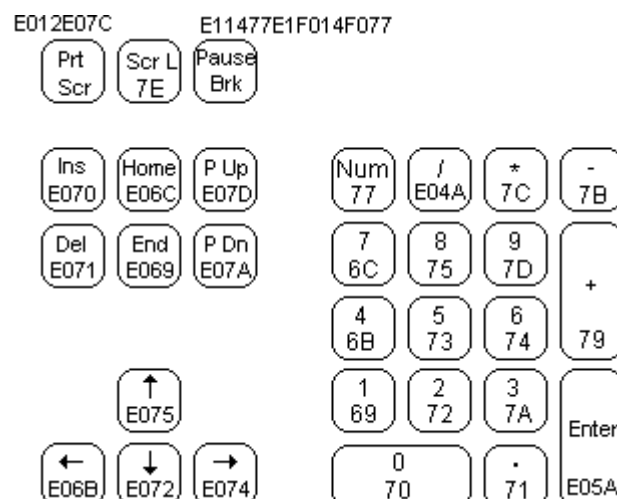 E012E07C E11477E1F014F077
Prt Scr L Pause
Scr 7E Brk
Ins Home P Up Num / * -
E070 E06C E07D 77 E04A 7C 7B
Del End P Dn 7 8 9
E071 E069 E07A 6C 75 7D
+
4 5 6
6B 73 74 79
↑ 1 2 3
E075 69 72 7A
Enter
← ↓ → 0 .
E06B E072 E074 70 71 E05A